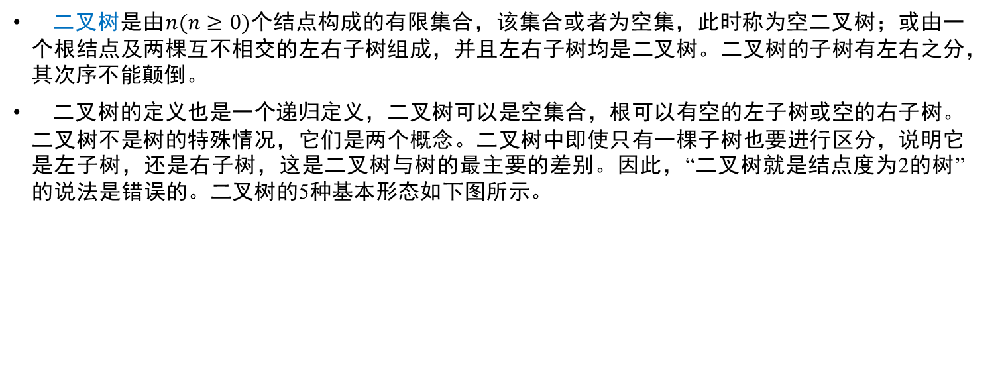 • 二叉树是由n(n ≥ 0)个结点构成的有限集合，该集合或者为空集，此时称为空二叉树；或由一
个根结点及两棵互不相交的左右子树组成，并且左右子树均是二叉树。二叉树的子树有左右之分，
其次序不能颠倒。
• 二叉树的定义也是一个递归定义，二叉树可以是空集合，根可以有空的左子树或空的右子树。
二叉树不是树的特殊情况，它们是两个概念。二叉树中即使只有一棵子树也要进行区分，说明它
是左子树，还是右子树，这是二叉树与树的最主要的差别。因此，“二叉树就是结点度为2的树”
的说法是错误的。二叉树的5种基本形态如下图所示。